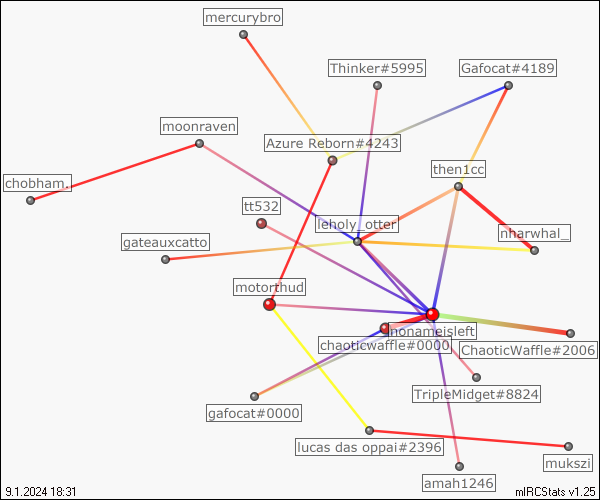 mercurybro
Thinker#5995
Gafocat#4189
moonraven
Azure Reborn#4243
then1cc
chobham.
tt532
leholy_otter
nharwhal_
gateauxcatto
motorthud
nonameisleft
chaoticwaffle#0000
ChaoticWaffle#2006
TripleMidget#8824
gafocat#0000
lucas das oppai#2396
mukszi
amah1246
9.1.2024 18:31
mIRCStats v1.25